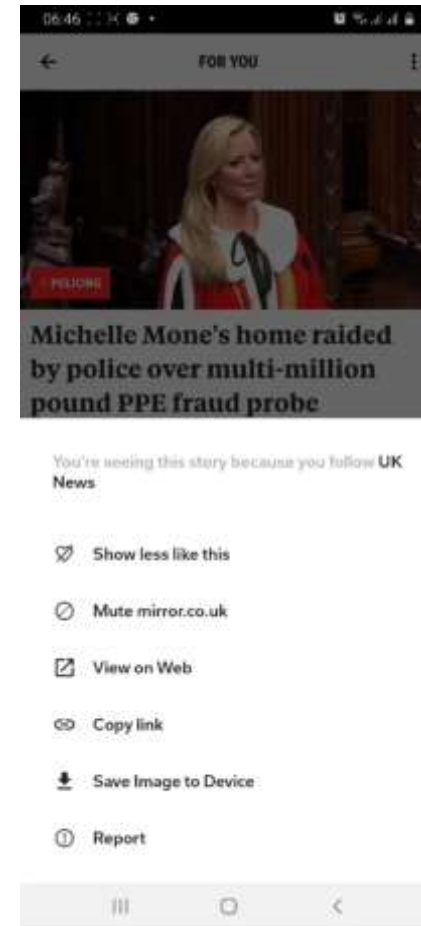 06:46
FOR YOU
POLITICS
Michelle Mone's home raided
by police over multi-million
pound PPE fraud probe
You're seeing this story because you follow UK
News
Show less like this
Mute mirror.co.uk
View on Web
Copy link
Save Image to Device
Report